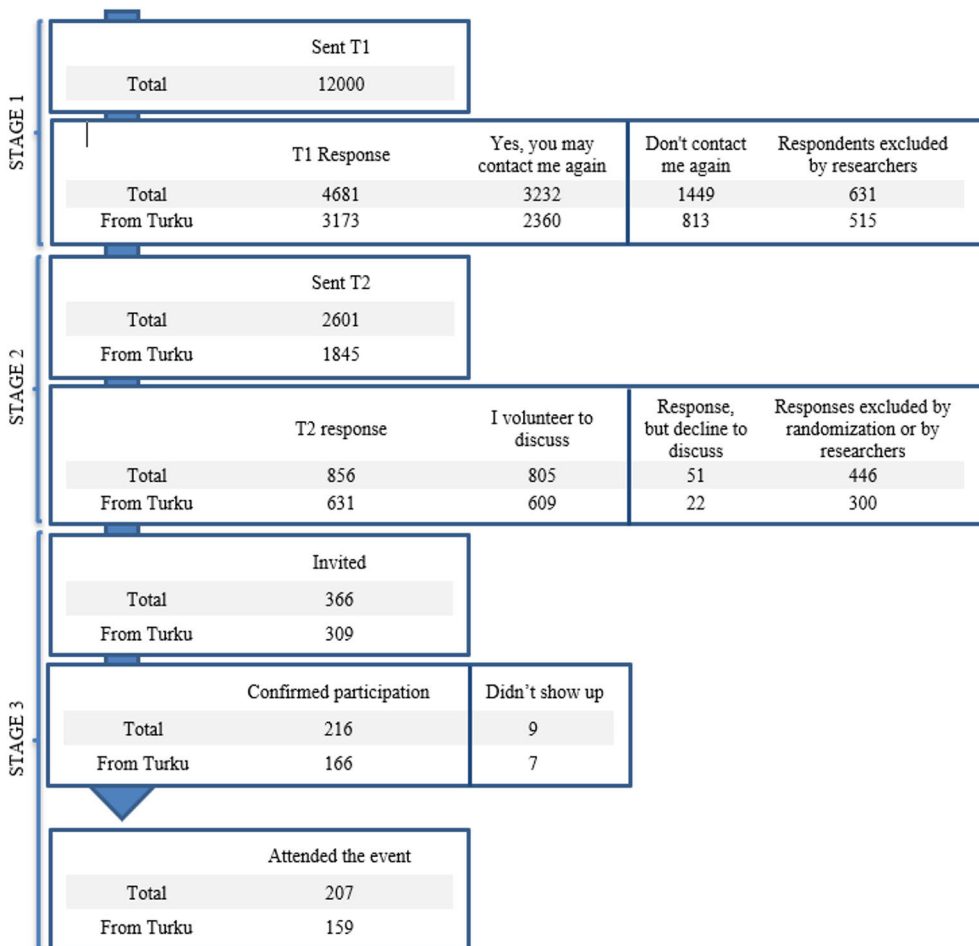 STAGE 1
Sent T1
Total 12000
T1 Response Yes, you may contact me again Don't contact me again Respondents excluded by researchers
Total 4681 3232 1449 631
From Turku 3173 2360 813 515
STAGE 2
Sent T2
Total 2601
From Turku 1845
T2 response I volunteer to discuss Response, but decline to discuss Responses excluded by randomization or by researchers
Total 856 805 51 446
From Turku 631 609 22 300
STAGE 3
Invited
Total 366
From Turku 309
Confirmed participation Didn’t show up
Total 216 9
From Turku 166 7
Attended the event
Total 207
From Turku 159